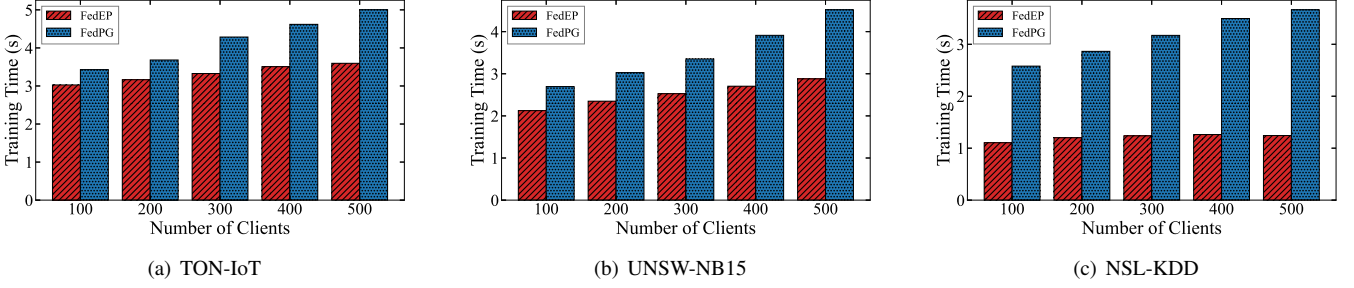 Training Time (s)
5
4
3
2
1
0
FedEP
FedPG
100 200 300 400 500
Number of Clients
(a) TON-IoT
Training Time (s)
4
3
2
1
0
FedEP
FedPG
100 200 300 400 500
Number of Clients
(b) UNSW-NB15
Training Time (s)
3
2
1
0
FedEP
FedPG
100 200 300 400 500
Number of Clients
(c) NSL-KDD